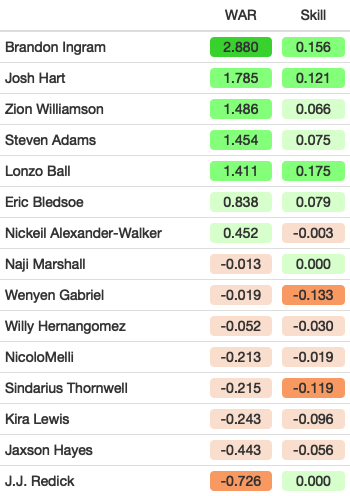 WAR Skill
Brandon Ingram 2.880 0.156
Josh Hart 1.785 0.121
Zion Williamson 1.486 0.066
Steven Adams 1.454 0.075
Lonzo Ball 1.411 0.175
Eric Bledsoe 0.838 0.079
Nickeil Alexander-Walker 0.452 -0.003
Naji Marshall -0.013 0.000
Wenyen Gabriel -0.019 -0.133
Willy Hernangomez -0.052 -0.030
NicoloMelli -0.213 -0.019
Sindarius Thornwell -0.215 -0.119
Kira Lewis -0.243 -0.096
Jaxson Hayes -0.443 -0.056
J.J. Redick -0.726 0.000